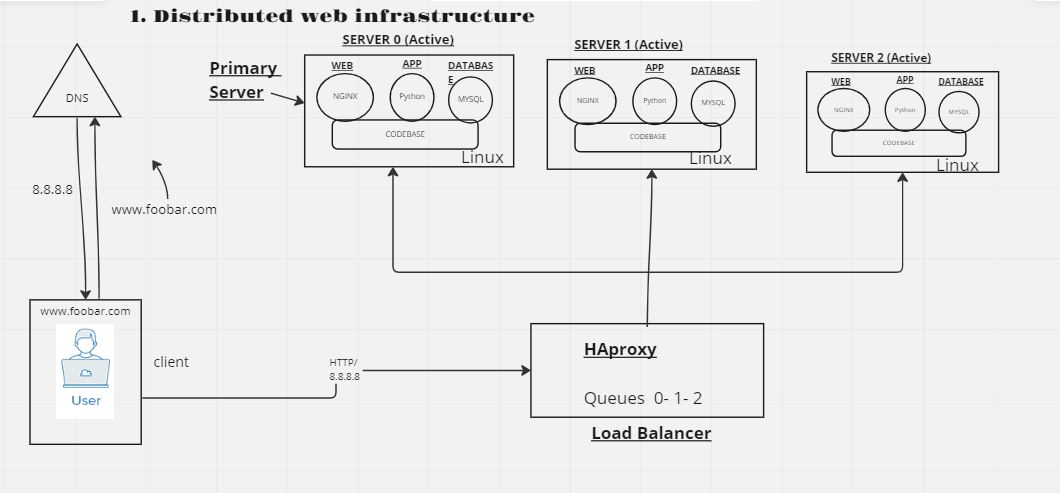 1. Distributed web infrastructure
SERVER 0 (Active)
SERVER 1 (Active)
SERVER 2 (Active)
Primary
Server
WEB
APP
DATABAS
E
NGINX
Python
MYSQL
CODEBASE
Linux
WEB
APP
DATABASE
NGINX
Python
MYSQL
CODEBASE
Linux
WEB
APP
DATABASE
NGINX
Python
MYSQL
CODEBASE
Linux
DNS
8.8.8.8
www.foobar.com
www.foobar.com
User
client
HTTP/
8.8.8.8
HAproxy
Queues 0- 1- 2
Load Balancer